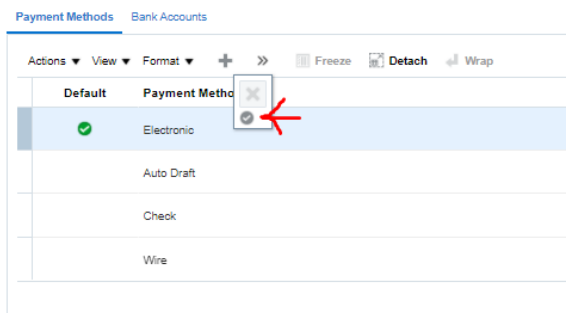 Payment Methods Bank Accounts
Actions View Format Freeze Detach Wrap
Default Payment Metho
Electronic
Auto Draft
Check
Wire